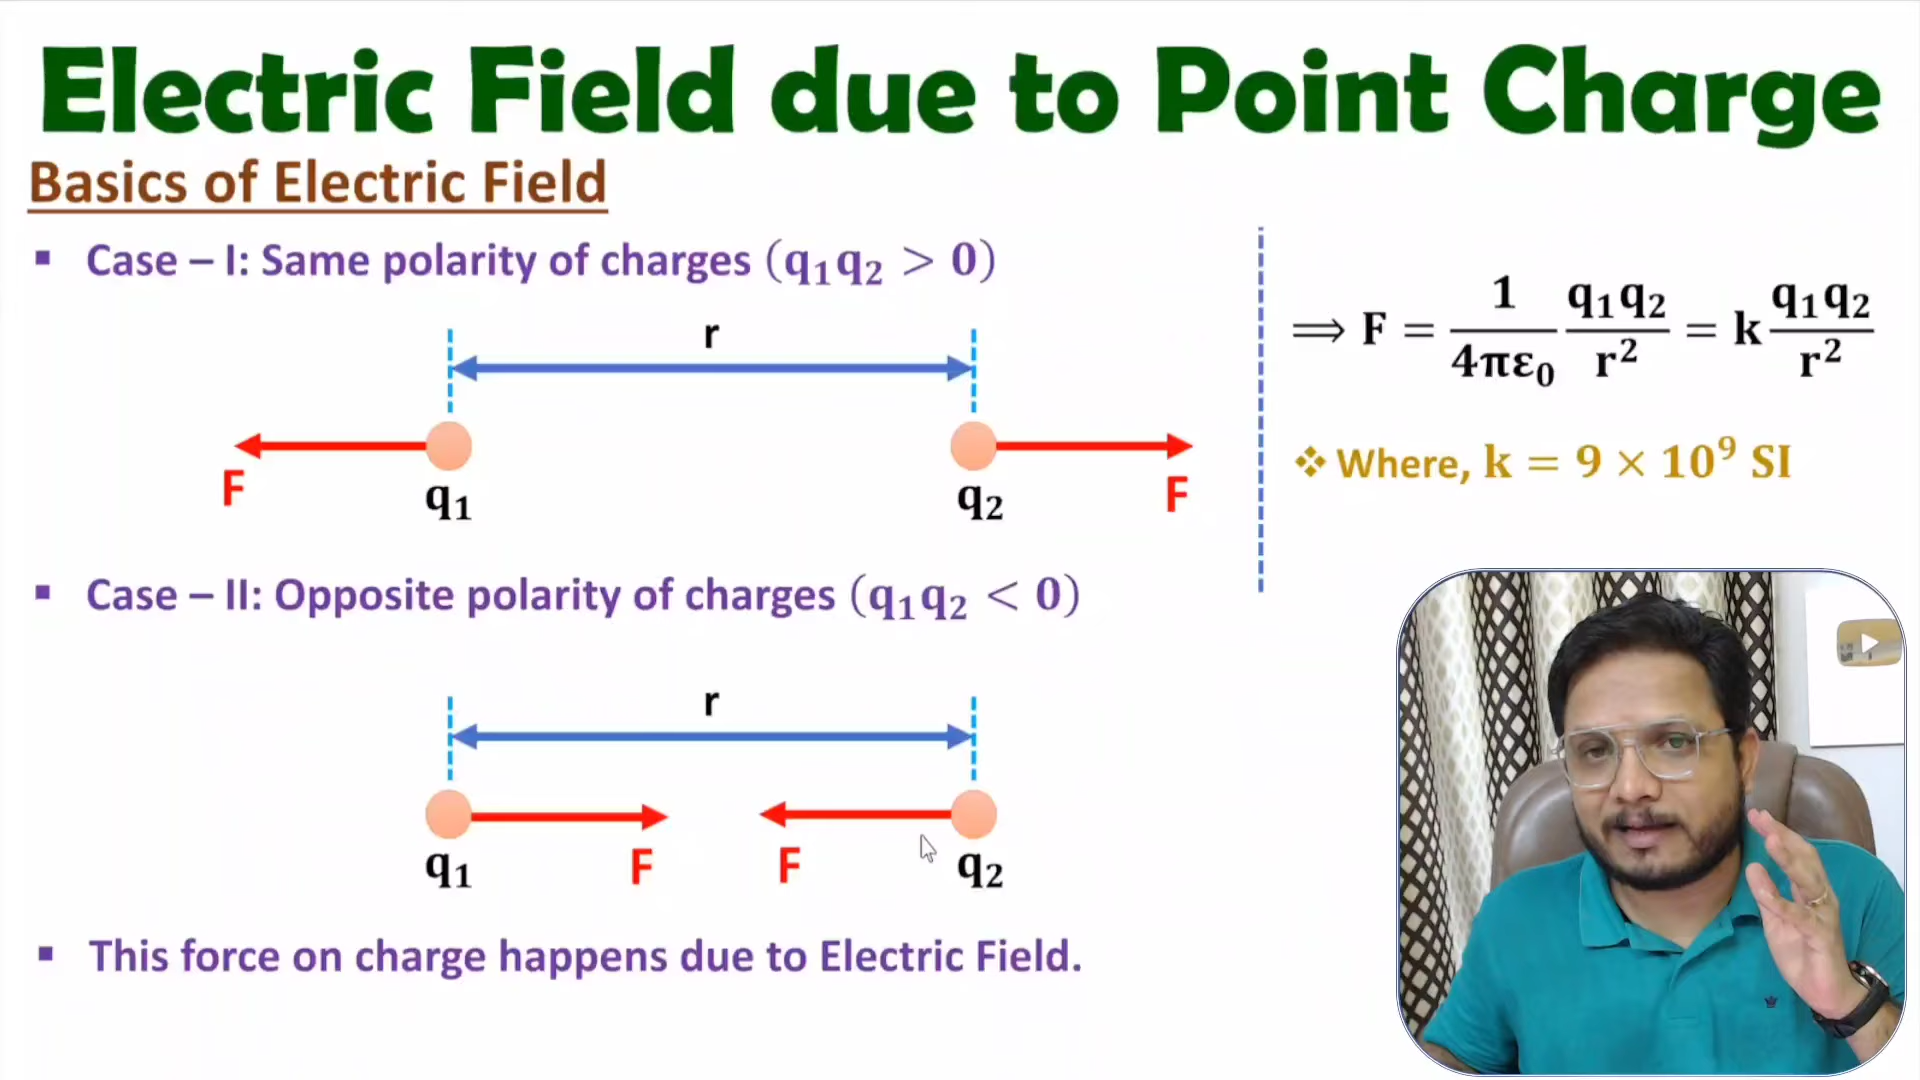 Electric Field due to Point Charge
Basics of Electric Field
▪ Case – I: Same polarity of charges (q₁q₂ > 0)
r
F
q₁
q₂
F
⟹ F = 1/4πε₀ q₁q₂/r² = k q₁q₂/r²
❖ Where, k = 9 × 10⁹ SI
▪ Case – II: Opposite polarity of charges (q₁q₂ < 0)
r
q₁
F
F
q₂
▪ This force on charge happens due to Electric Field.